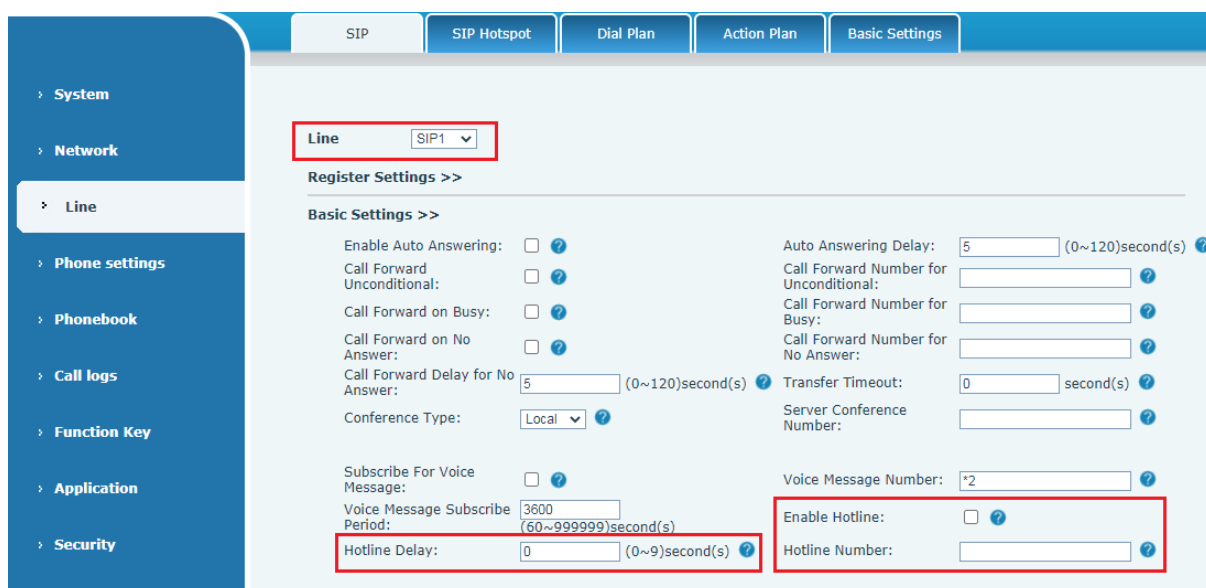 SIP
SIP Hotspot
Dial Plan
Action Plan
Basic Settings
System
Network
Line
Phone settings
Phonebook
Call logs
Function Key
Application
Security
Line SIP1
Register Settings >>
Basic Settings >>
Enable Auto Answering: ?
Auto Answering Delay: 5 (0~120)second(s) ?
Call Forward
Unconditional: ?
Call Forward Number for
Unconditional: ?
Call Forward on Busy: ?
Call Forward Number for
Busy: ?
Call Forward on No
Answer: ?
Call Forward Number for
No Answer: ?
Call Forward Delay for No
Answer: 5 (0~120)second(s) ?
Transfer Timeout: 0 second(s) ?
Conference Type: Local ?
Server Conference
Number: ?
Subscribe For Voice
Message: ?
Voice Message Number: *2 ?
Voice Message Subscribe
Period: 3600
(60~999999)second(s)
Enable Hotline: ?
Hotline Delay: 0 (0~9)second(s) ?
Hotline Number: ?